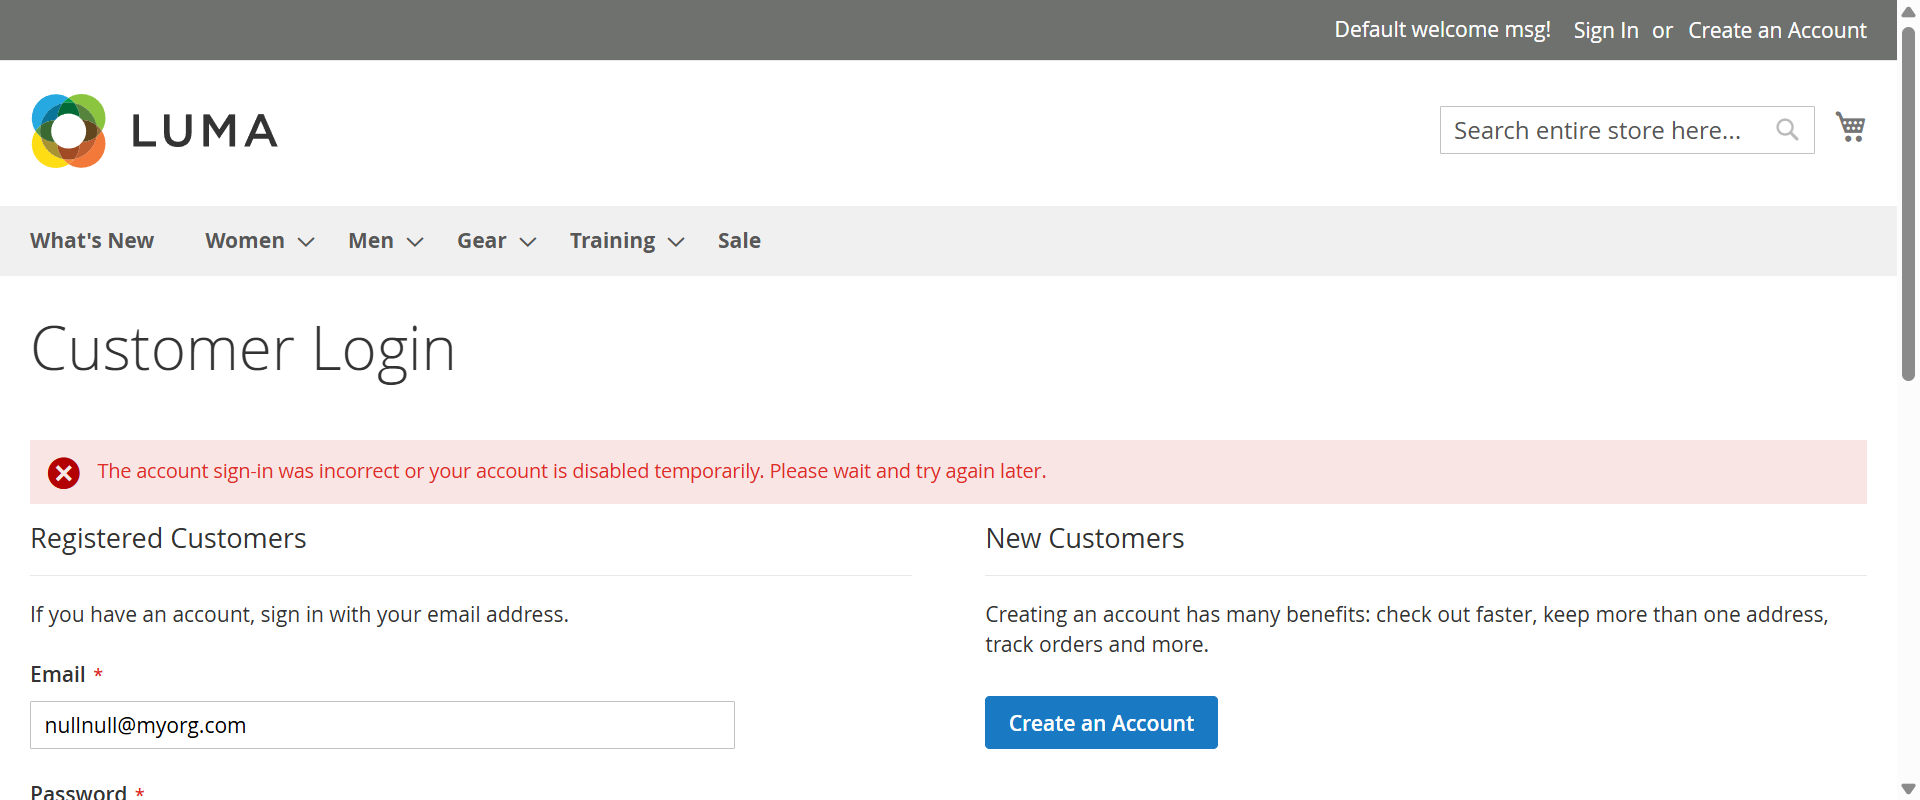 Default welcome msg! Sign In or Create an Account
LUMA
Search entire store here...
What's New Women Men Gear Training Sale
Customer Login
The account sign-in was incorrect or your account is disabled temporarily. Please wait and try again later.
Registered Customers
If you have an account, sign in with your email address.
Email *
nullnull@myorg.com
Password *
New Customers
Creating an account has many benefits: check out faster, keep more than one address,
track orders and more.
Create an Account